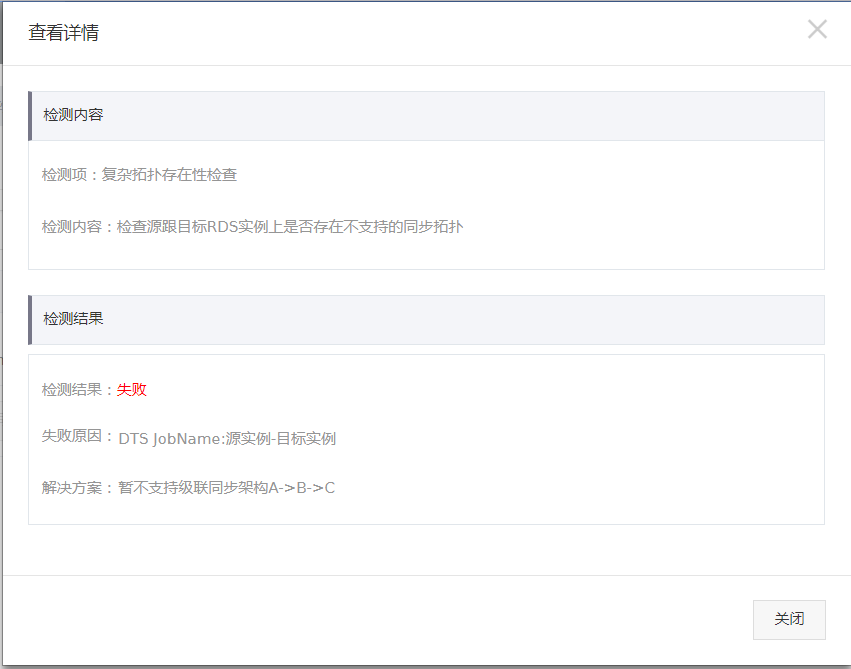 查看详情
检测内容
检测项：复杂拓扑存在性检查
检测内容：检查源跟目标RDS实例上是否存在不支持的同步拓扑
检测结果
检测结果：失败
失败原因：DTS JobName:源实例-目标实例
解决方案：暂不支持级联同步架构A->B->C
关闭